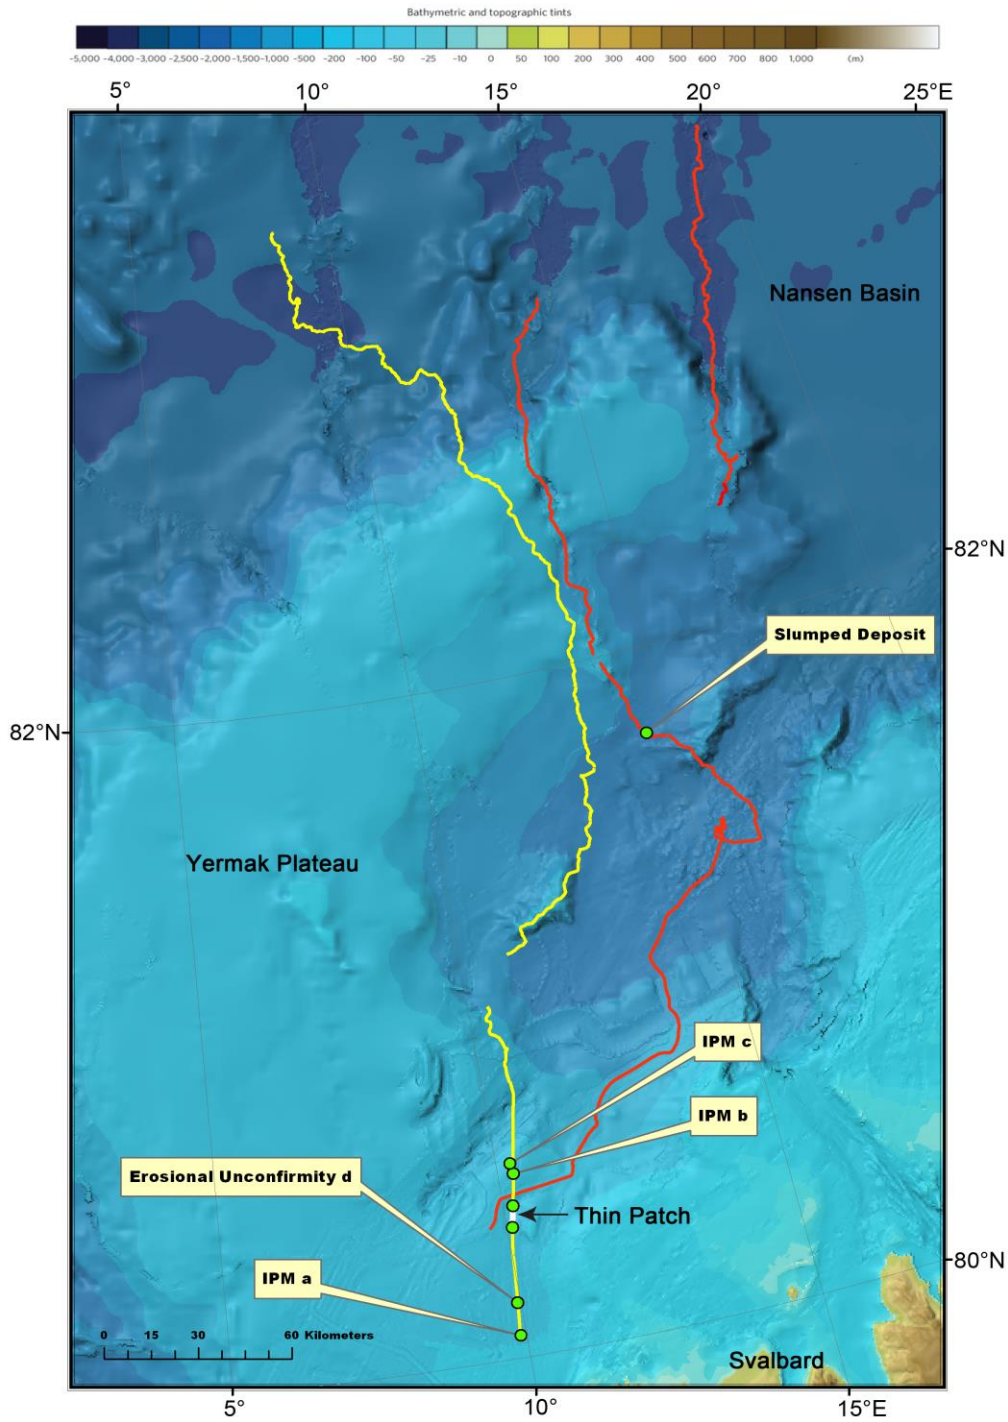 Bathymetric and topographic tints
-5,000 -4,000 -3,000 -2,500 -2,000 -1,500 -1,000 -500 -200 -100 -50 -25 -10 0 50 100 200 300 400 500 600 700 800 1,000 (m)
5° 10° 15° 20° 25°E
Nansen Basin
82°N
Slumped Deposit
82°N
Yermak Plateau
IPM c
IPM b
Erosional Unconfirmity d
Thin Patch
80°N
IPM a
0 15 30 60 Kilometers
Svalbard
5° 10° 15°E